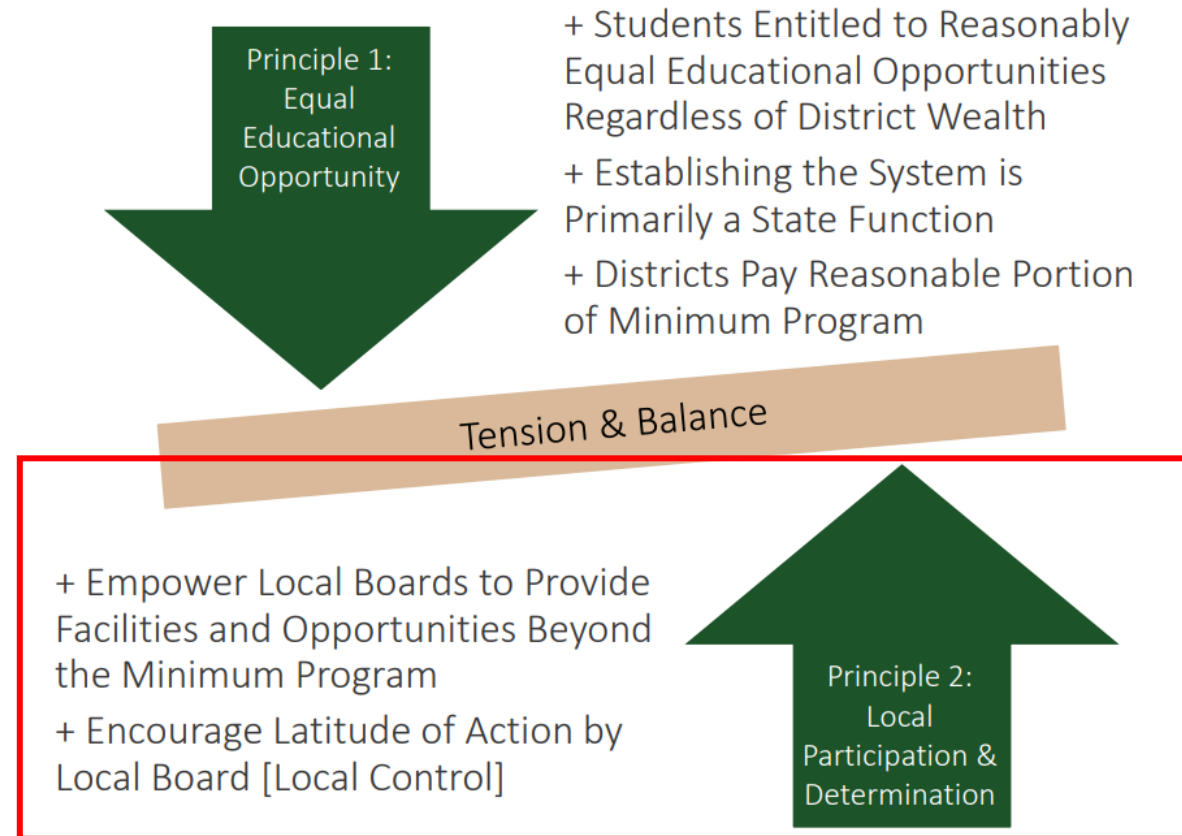 Principle 1:
Equal
Educational
Opportunity
+ Students Entitled to Reasonably
Equal Educational Opportunities
Regardless of District Wealth
+ Establishing the System is
Primarily a State Function
+ Districts Pay Reasonable Portion
of Minimum Program
Tension & Balance
+ Empower Local Boards to Provide
Facilities and Opportunities Beyond
the Minimum Program
+ Encourage Latitude of Action by
Local Board [Local Control]
Principle 2:
Local
Participation &
Determination